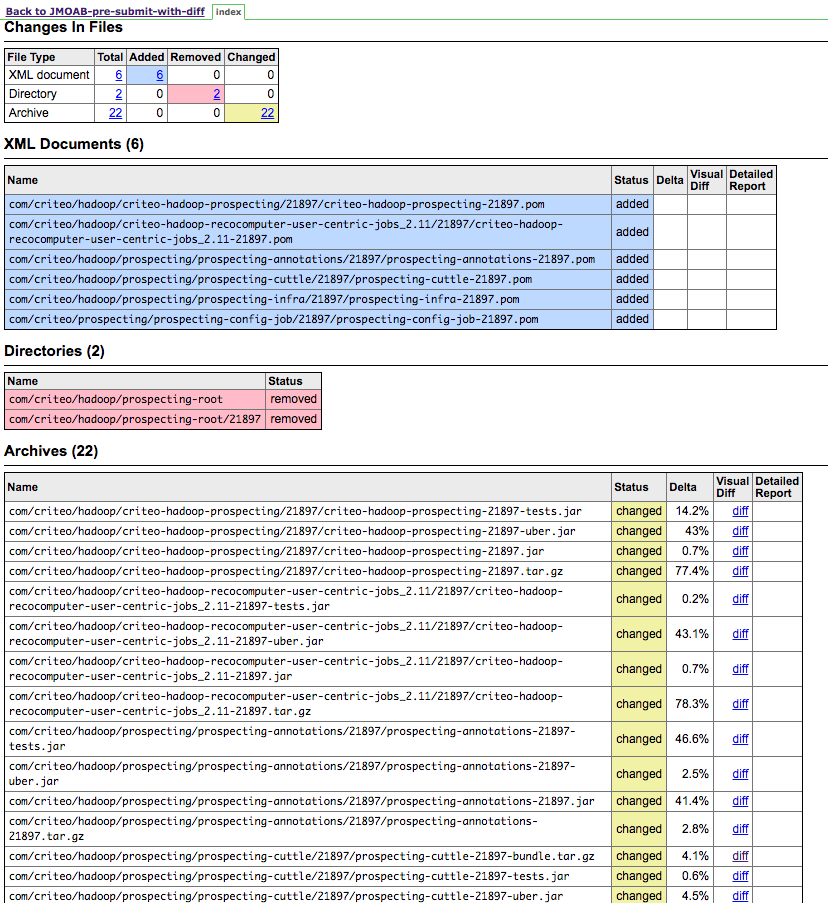 Back to JMOAB-pre-submit-with-diff index
Changes In Files
File Type Total Added Removed Changed
XML document 6 6 0 0
Directory 2 0 2 0
Archive 22 0 0 22
XML Documents (6)
Name Status Delta Visual Diff Detailed Report
com/criteo/hadoop/criteo-hadoop-prospecting/21897/criteo-hadoop-prospecting-21897.pom added
com/criteo/hadoop/criteo-hadoop-recocomputer-user-centric-jobs_2.11/21897/criteo-hadoop-
recocomputer-user-centric-jobs_2.11-21897.pom added
com/criteo/hadoop/prospecting/prospecting-annotations/21897/prospecting-annotations-21897.pom added
com/criteo/hadoop/prospecting/prospecting-cuttle/21897/prospecting-cuttle-21897.pom added
com/criteo/hadoop/prospecting/prospecting-infra/21897/prospecting-infra-21897.pom added
com/criteo/prospecting/prospecting-config-job/21897/prospecting-config-job-21897.pom added
Directories (2)
Name Status
com/criteo/hadoop/prospecting-root removed
com/criteo/hadoop/prospecting-root/21897 removed
Archives (22)
Name Status Delta Visual Diff Detailed Report
com/criteo/hadoop/criteo-hadoop-prospecting/21897/criteo-hadoop-prospecting-21897-tests.jar changed 14.2% diff
com/criteo/hadoop/criteo-hadoop-prospecting/21897/criteo-hadoop-prospecting-21897-uber.jar changed 43% diff
com/criteo/hadoop/criteo-hadoop-prospecting/21897/criteo-hadoop-prospecting-21897.jar changed 0.7% diff
com/criteo/hadoop/criteo-hadoop-prospecting/21897/criteo-hadoop-prospecting-21897.tar.gz changed 77.4% diff
com/criteo/hadoop/criteo-hadoop-recocomputer-user-centric-jobs_2.11/21897/criteo-hadoop-
recocomputer-user-centric-jobs_2.11-21897-tests.jar changed 0.2% diff
com/criteo/hadoop/criteo-hadoop-recocomputer-user-centric-jobs_2.11/21897/criteo-hadoop-
recocomputer-user-centric-jobs_2.11-21897-uber.jar changed 43.1% diff
com/criteo/hadoop/criteo-hadoop-recocomputer-user-centric-jobs_2.11/21897/criteo-hadoop-
recocomputer-user-centric-jobs_2.11-21897.jar changed 0.7% diff
com/criteo/hadoop/criteo-hadoop-recocomputer-user-centric-jobs_2.11/21897/criteo-hadoop-
recocomputer-user-centric-jobs_2.11-21897.tar.gz changed 78.3% diff
com/criteo/hadoop/prospecting/prospecting-annotations/21897/prospecting-annotations-21897-
tests.jar changed 46.6% diff
com/criteo/hadoop/prospecting/prospecting-annotations/21897/prospecting-annotations-21897-
uber.jar changed 2.5% diff
com/criteo/hadoop/prospecting/prospecting-annotations/21897/prospecting-annotations-21897.jar changed 41.4% diff
com/criteo/hadoop/prospecting/prospecting-annotations/21897/prospecting-annotations-
21897.tar.gz changed 2.8% diff
com/criteo/hadoop/prospecting/prospecting-cuttle/21897/prospecting-cuttle-21897-bundle.tar.gz changed 4.1% diff
com/criteo/hadoop/prospecting/prospecting-cuttle/21897/prospecting-cuttle-21897-tests.jar changed 0.6% diff
com/criteo/hadoop/prospecting/prospecting-cuttle/21897/prospecting-cuttle-21897-uber.jar changed 4.5% diff